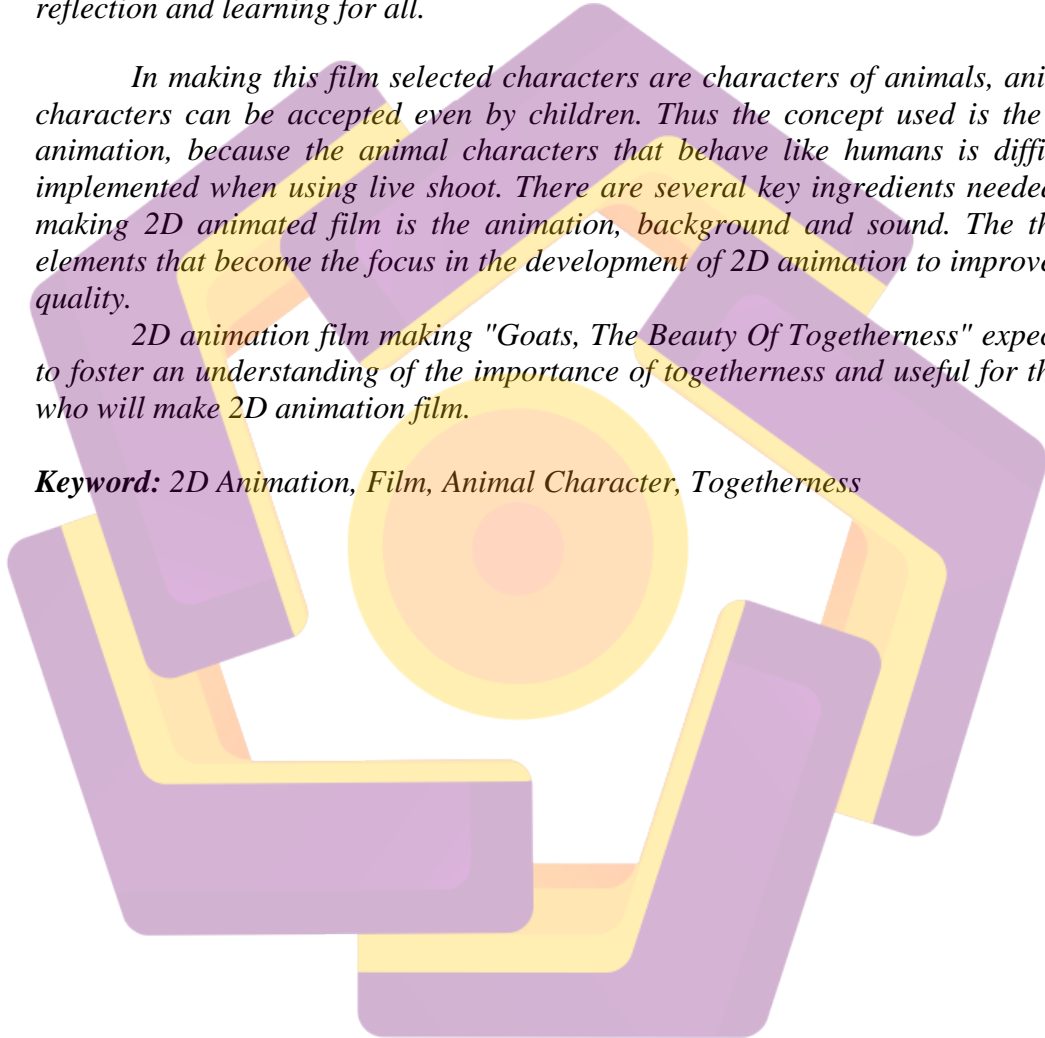 reflection and learning for all.
In making this film selected characters are characters of animals, ani
characters can be accepted even by children. Thus the concept used is the
animation, because the animal characters that behave like humans is diffi
implemented when using live shoot. There are several key ingredients needed
making 2D animated film is the animation, background and sound. The th
elements that become the focus in the development of 2D animation to improve
quality.
2D animation film making "Goats, The Beauty Of Togetherness" expec
to foster an understanding of the importance of togetherness and useful for th
who will make 2D animation film.
Keyword: 2D Animation, Film, Animal Character, Togetherness